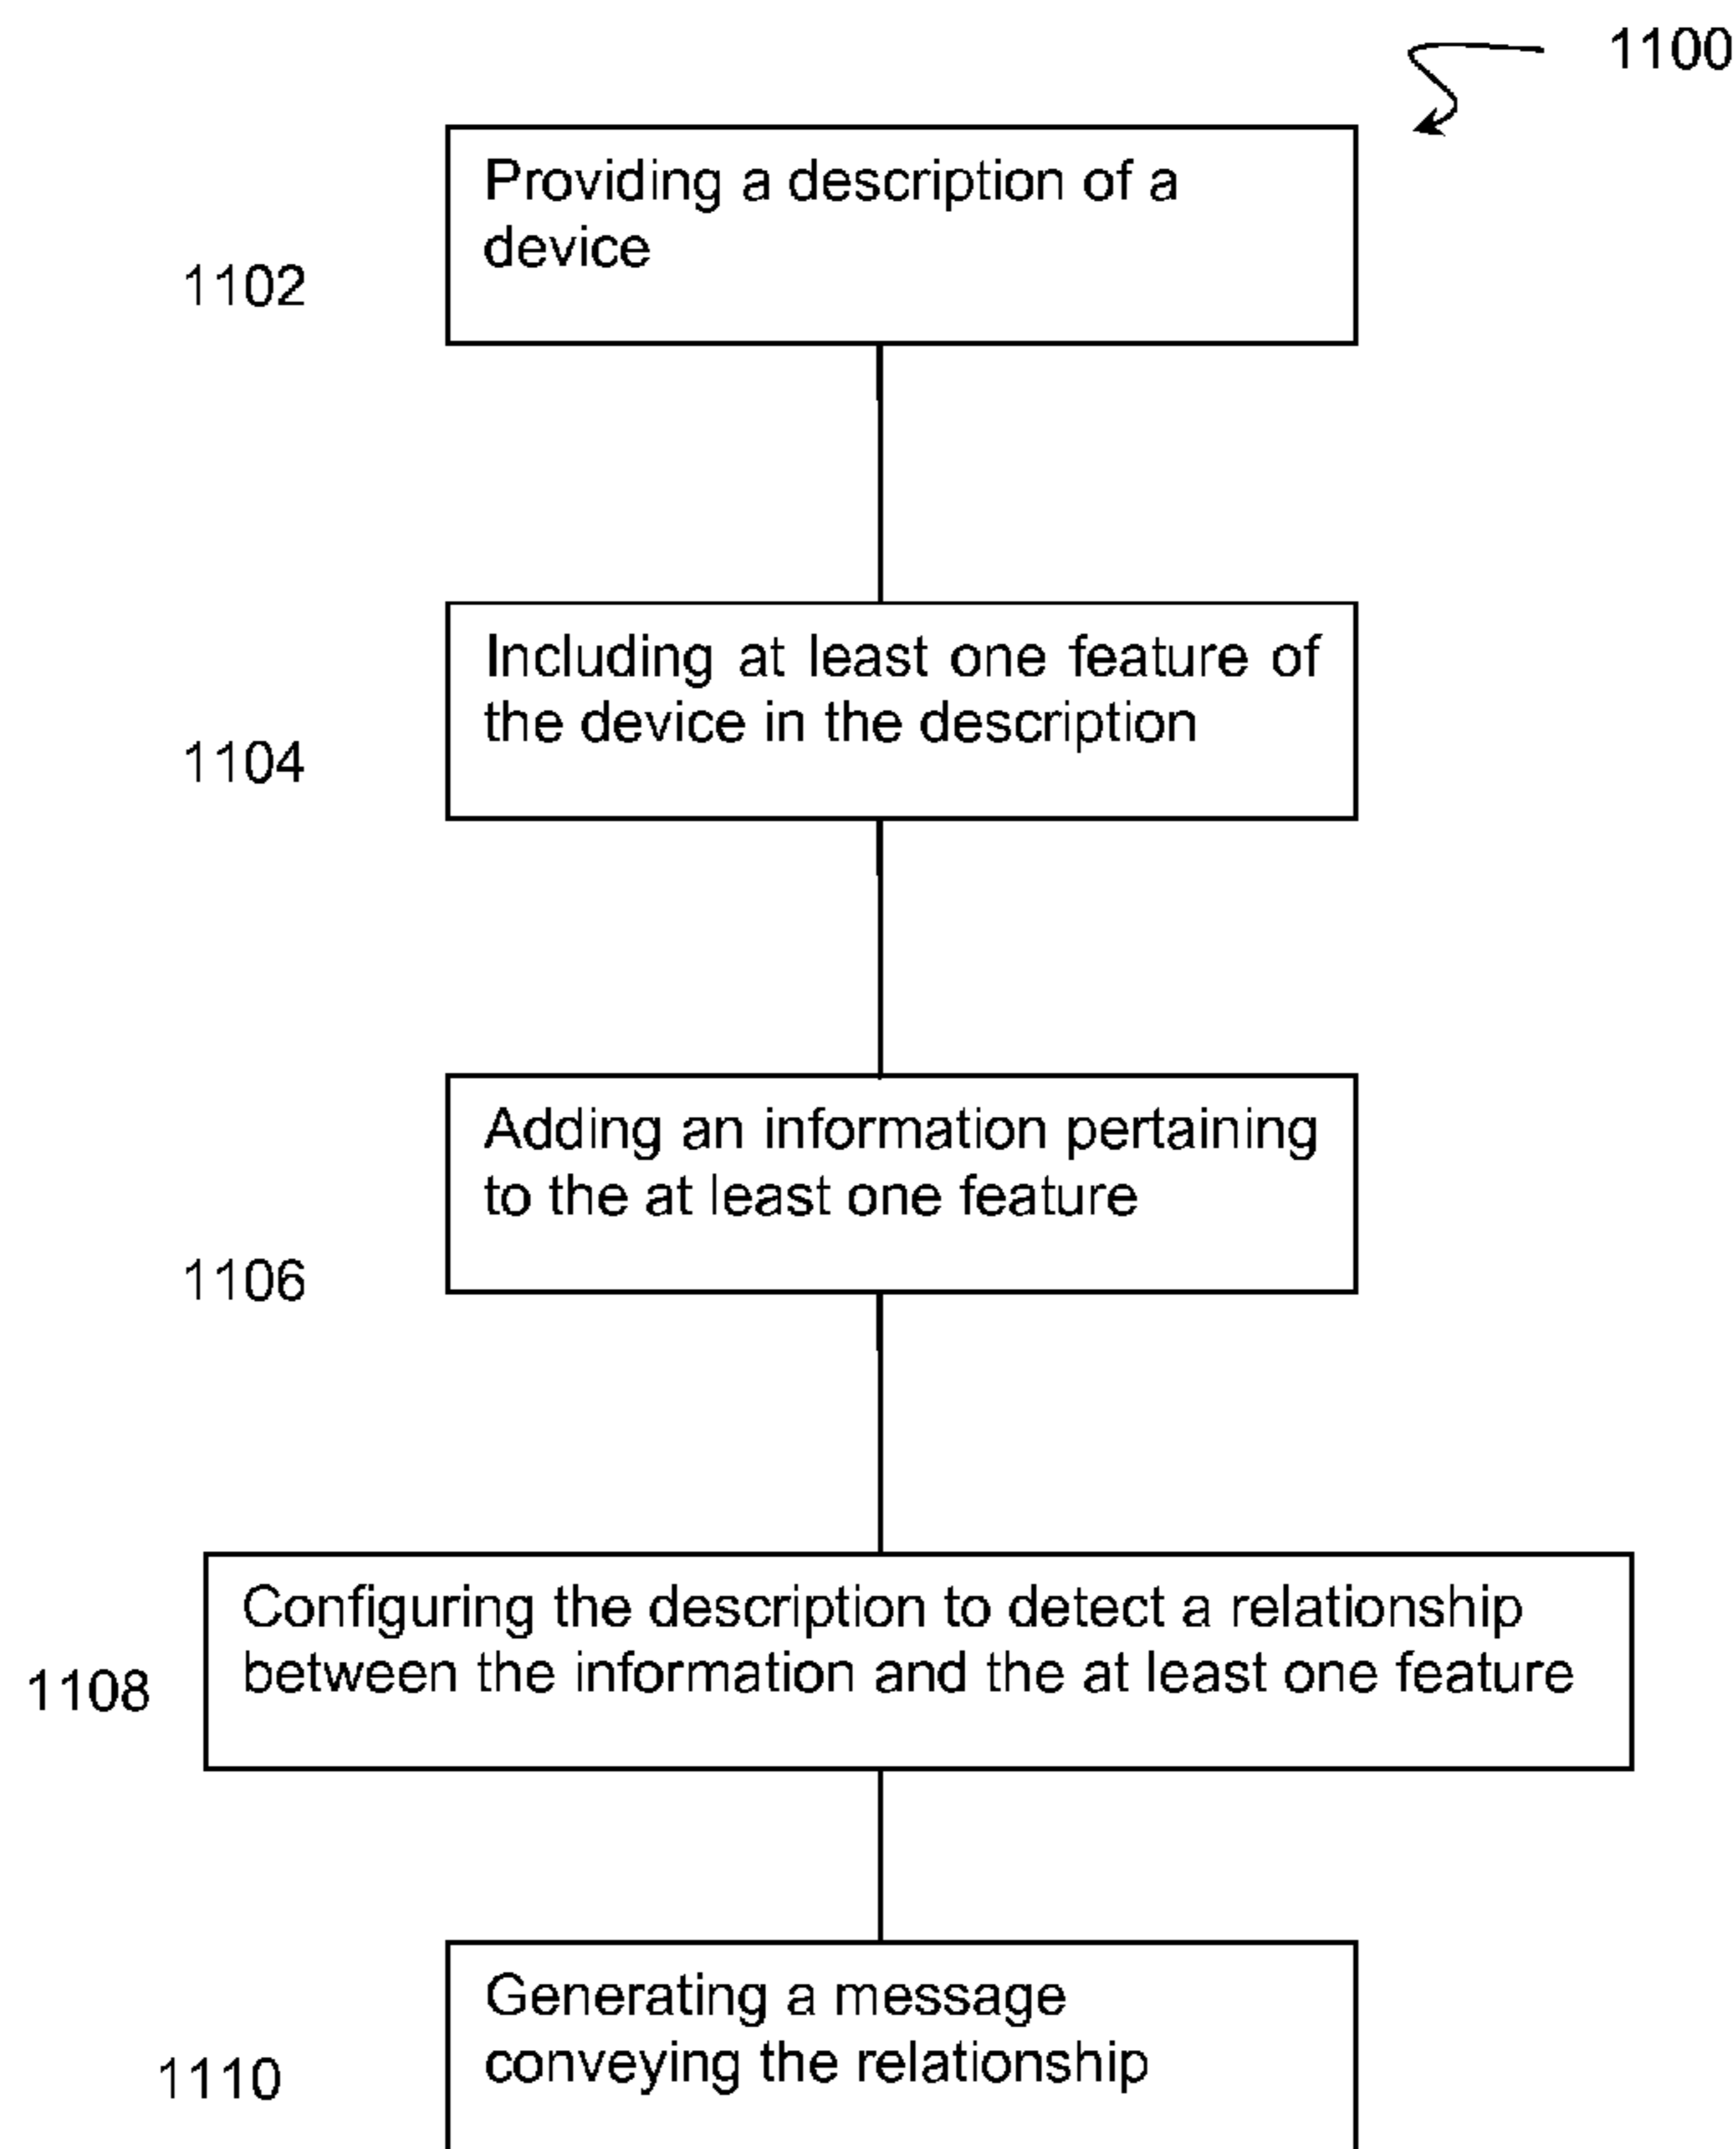 1100
Providing a description of a
device
1102
Including at least one feature of
the device in the description
1104
Adding an information pertaining
to the at least one feature
1106
Configuring the description to detect a relationship
between the information and the at least one feature
1108
Generating a message
conveying the relationship
1110